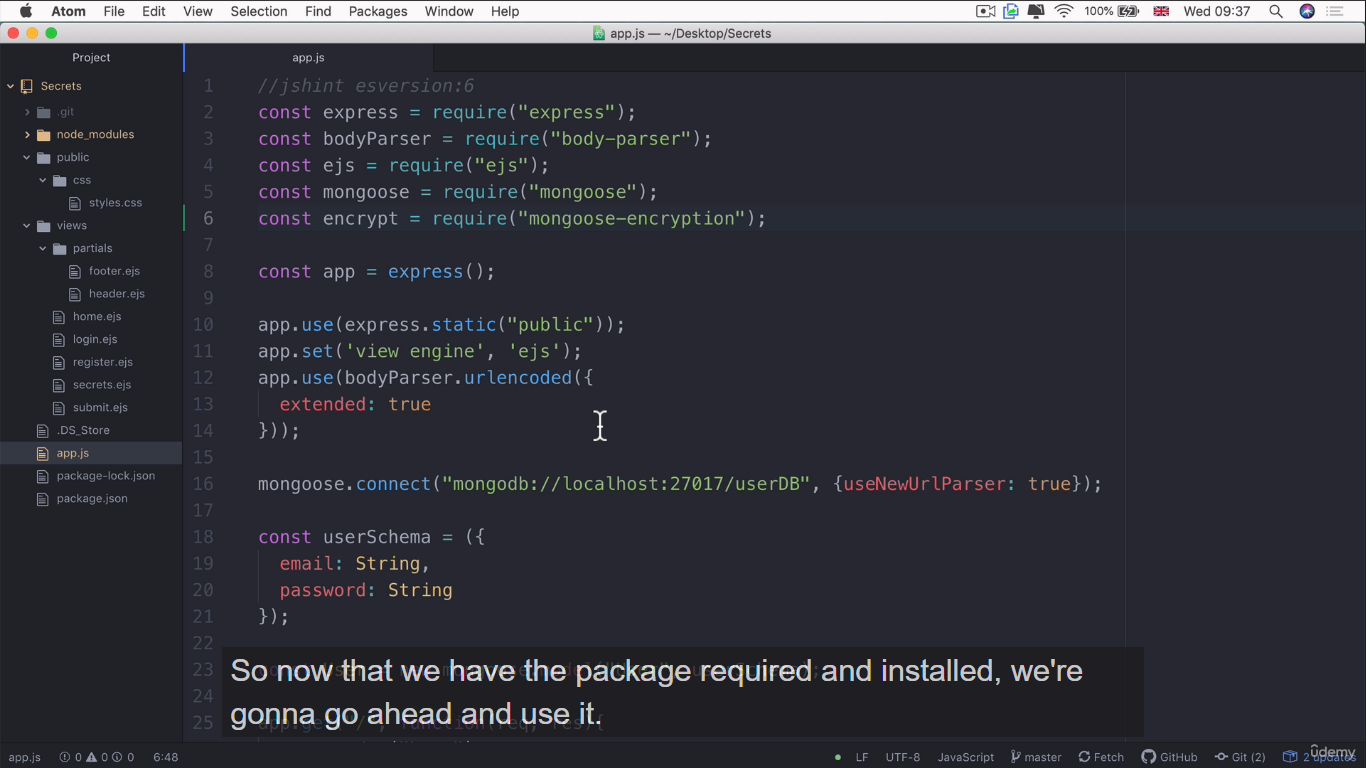 Atom File Edit View Selection Find Packages Window Help 100% Wed 09:37
app.js — ~/Desktop/Secrets
Project
app.js
Secrets
.git
node_modules
public
css
styles.css
views
partials
footer.ejs
header.ejs
home.ejs
login.ejs
register.ejs
secrets.ejs
submit.ejs
.DS_Store
app.js
package-lock.json
package.json
1 //jshint esversion:6
2 const express = require("express");
3 const bodyParser = require("body-parser");
4 const ejs = require("ejs");
5 const mongoose = require("mongoose");
6 const encrypt = require("mongoose-encryption");
7
8 const app = express();
9
10 app.use(express.static("public"));
11 app.set('view engine', 'ejs');
12 app.use(bodyParser.urlencoded({
13 extended: true
14 }));
15
16 mongoose.connect("mongodb://localhost:27017/userDB", {useNewUrlParser: true});
17
18 const userSchema = ({
19 email: String,
20 password: String
21 });
22
23
24
25
So now that we have the package required and installed, we're
gonna go ahead and use it.
app.js 0 0 0 6:48 LF UTF-8 JavaScript master Fetch GitHub Git (2) 2 updates
ûdemy